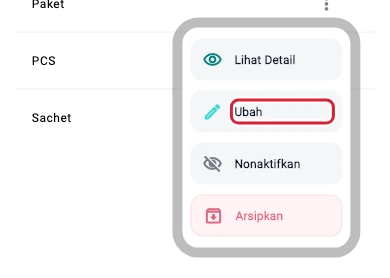 Paket
PCS
Sachet
Lihat Detail
Ubah
Nonaktifkan
Arsipkan